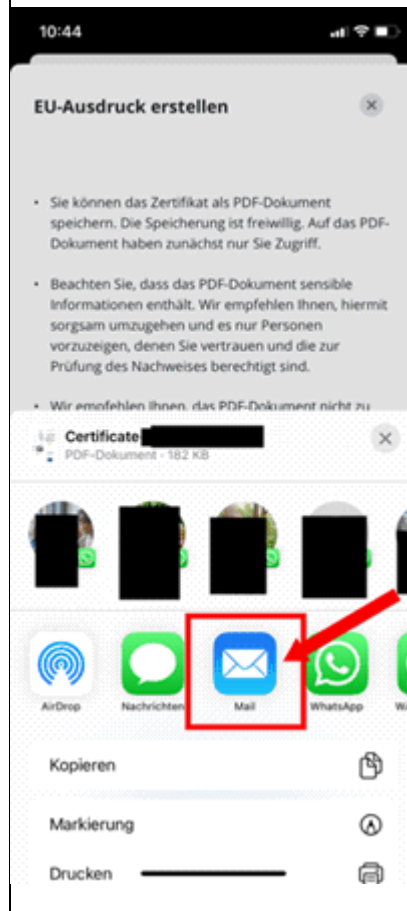 10:44
EU-Ausdruck erstellen
• Sie können das Zertifikat als PDF-Dokument
speichern. Die Speicherung ist freiwillig. Auf das PDF-
Dokument haben zunächst nur Sie Zugriff.
• Beachten Sie, dass das PDF-Dokument sensible
Informationen enthält. Wir empfehlen Ihnen, hiermit
sorgsam umzugehen und es nur Personen
vorzuzeigen, denen Sie vertrauen und die zur
Prüfung des Nachweises berechtigt sind.
• Wir empfehlen Ihnen, das PDF-Dokument nicht zu
Certificate
PDF-Dokument - 182 KB
AirDrop
Nachrichten
Mail
WhatsApp
Kopieren
Markierung
Drucken